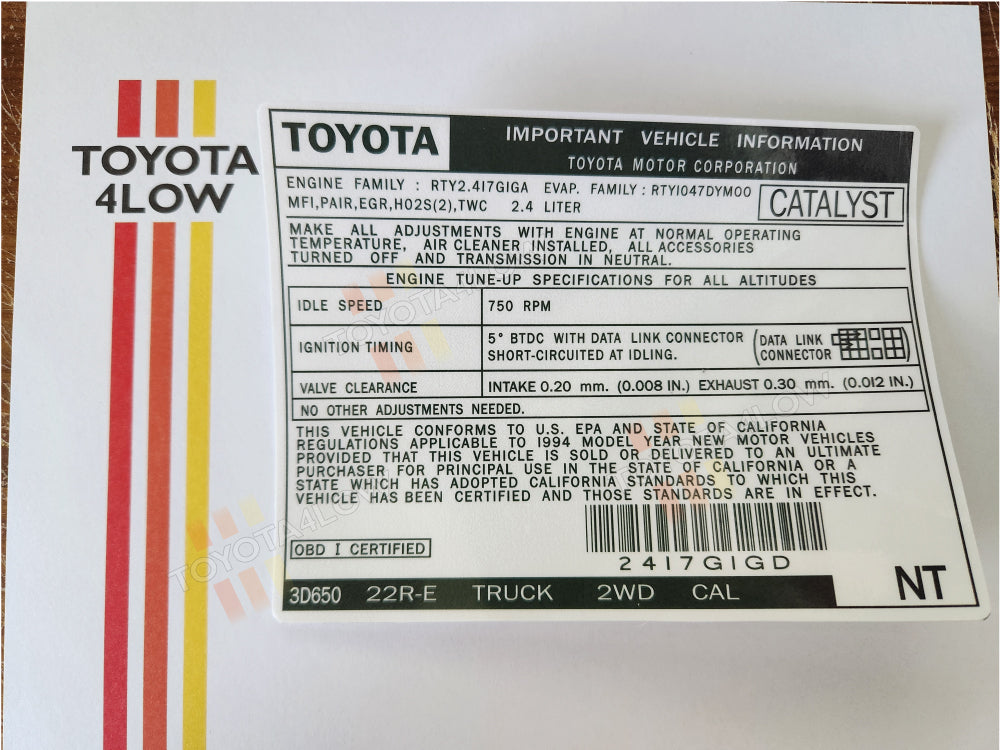 TOYOTA
4LOW
TOYOTA
IMPORTANT VEHICLE INFORMATION
TOYOTA MOTOR CORPORATION
ENGINE FAMILY : RTY2.4I7GIGA EVAP. FAMILY : RTYI047DYMOO
MFI,PAIR,EGR,HO2S(2),TWC 2.4 LITER
CATALYST
MAKE ALL ADJUSTMENTS WITH ENGINE AT NORMAL OPERATING
TEMPERATURE, AIR CLEANER INSTALLED, ALL ACCESSORIES
TURNED OFF AND TRANSMISSION IN NEUTRAL.
ENGINE TUNE-UP SPECIFICATIONS FOR ALL ALTITUDES
IDLE SPEED 750 RPM
IGNITION TIMING
5° BTDC WITH DATA LINK CONNECTOR
SHORT-CIRCUITED AT IDLING.
(DATA LINK
CONNECTOR)
VALVE CLEARANCE INTAKE 0.20 mm. (0.008 IN.) EXHAUST 0.30 mm. (0.012 IN.)
NO OTHER ADJUSTMENTS NEEDED.
THIS VEHICLE CONFORMS TO U.S. EPA AND STATE OF CALIFORNIA
REGULATIONS APPLICABLE TO 1994 MODEL YEAR NEW MOTOR VEHICLES
PROVIDED THAT THIS VEHICLE IS SOLD OR DELIVERED TO AN ULTIMATE
PURCHASER FOR PRINCIPAL USE IN THE STATE OF CALIFORNIA OR A
STATE WHICH HAS ADOPTED CALIFORNIA STANDARDS TO WHICH THIS
VEHICLE HAS BEEN CERTIFIED AND THOSE STANDARDS ARE IN EFFECT.
OBD I CERTIFIED
24I7GIGD
3D650 22R-E TRUCK 2WD CAL
NT
TOYOTA4LOW
TOYOTA4LOW
TOYOTA4LOW